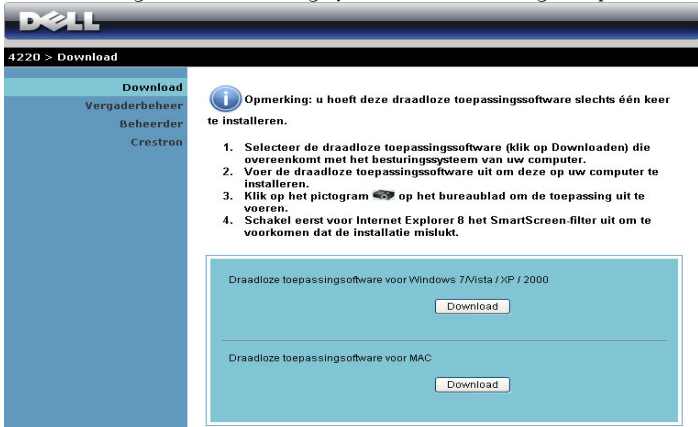 DELL
4220 > Download
Download
Vergaderbeheer
Beheerder
Crestron
Opmerking: u hoeft deze draadloze toepassingssoftware slechts één keer
te installeren.
1. Selecteer de draadloze toepassingssoftware (klik op Downloaden) die
overeenkomt met het besturingssysteem van uw computer.
2. Voer de draadloze toepassingssoftware uit om deze op uw computer te
installeren.
3. Klik op het pictogram op het bureaublad om de toepassing uit te
voeren.
4. Schakel eerst voor Internet Explorer 8 het SmartScreen-filter uit om te
voorkomen dat de installatie mislukt.
Draadloze toepassingsoftware voor Windows 7/Vista / XP / 2000
Download
Draadloze toepassingsoftware voor MAC
Download